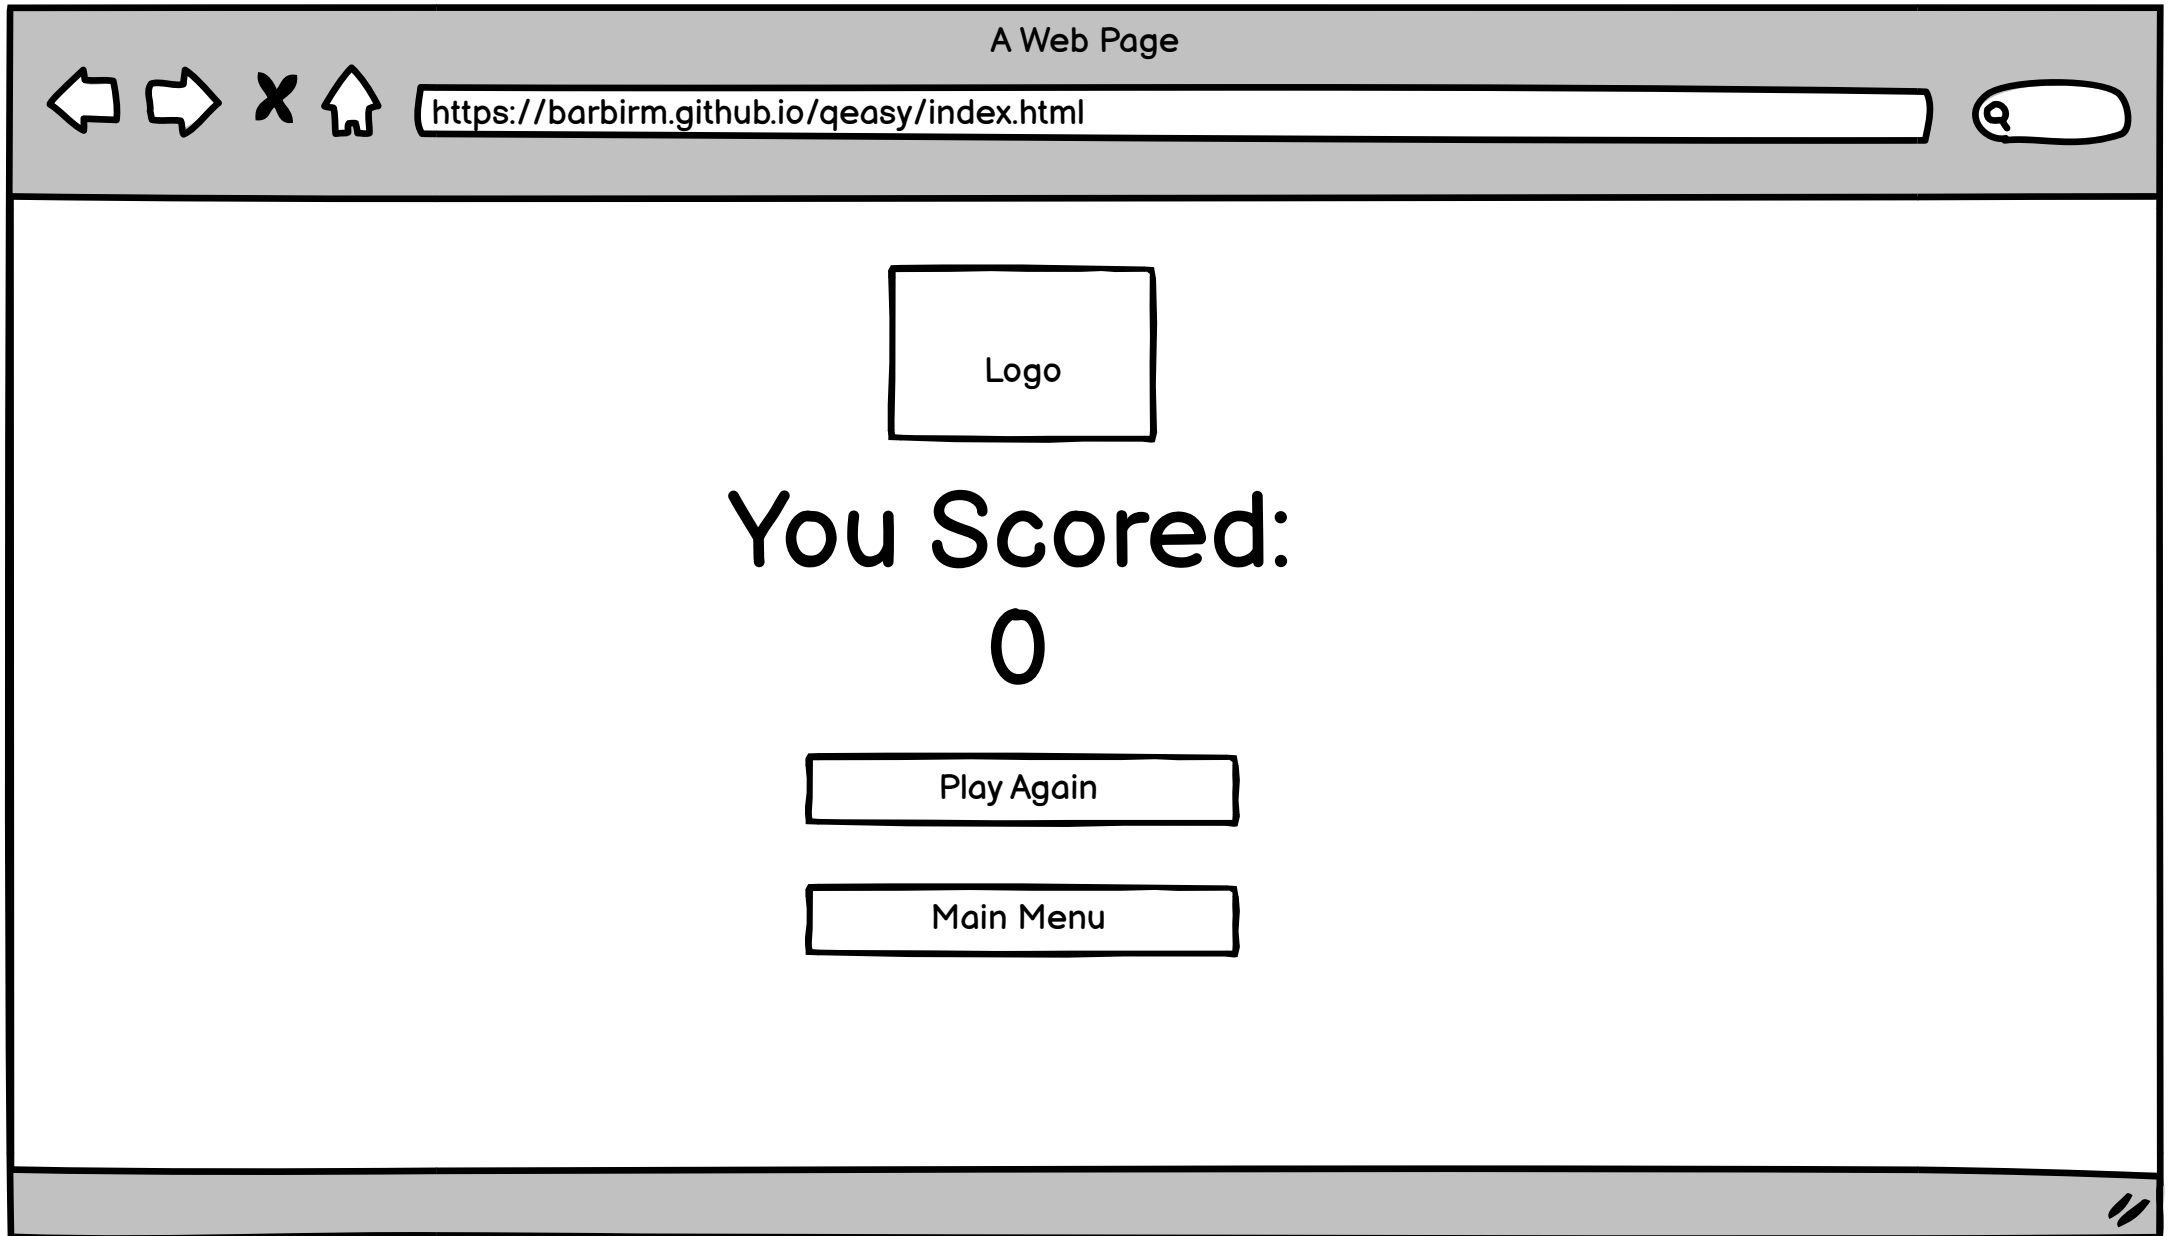 A Web Page
https://barbirm.github.io/qeasy/index.html
Logo
You Scored:
0
Play Again
Main Menu